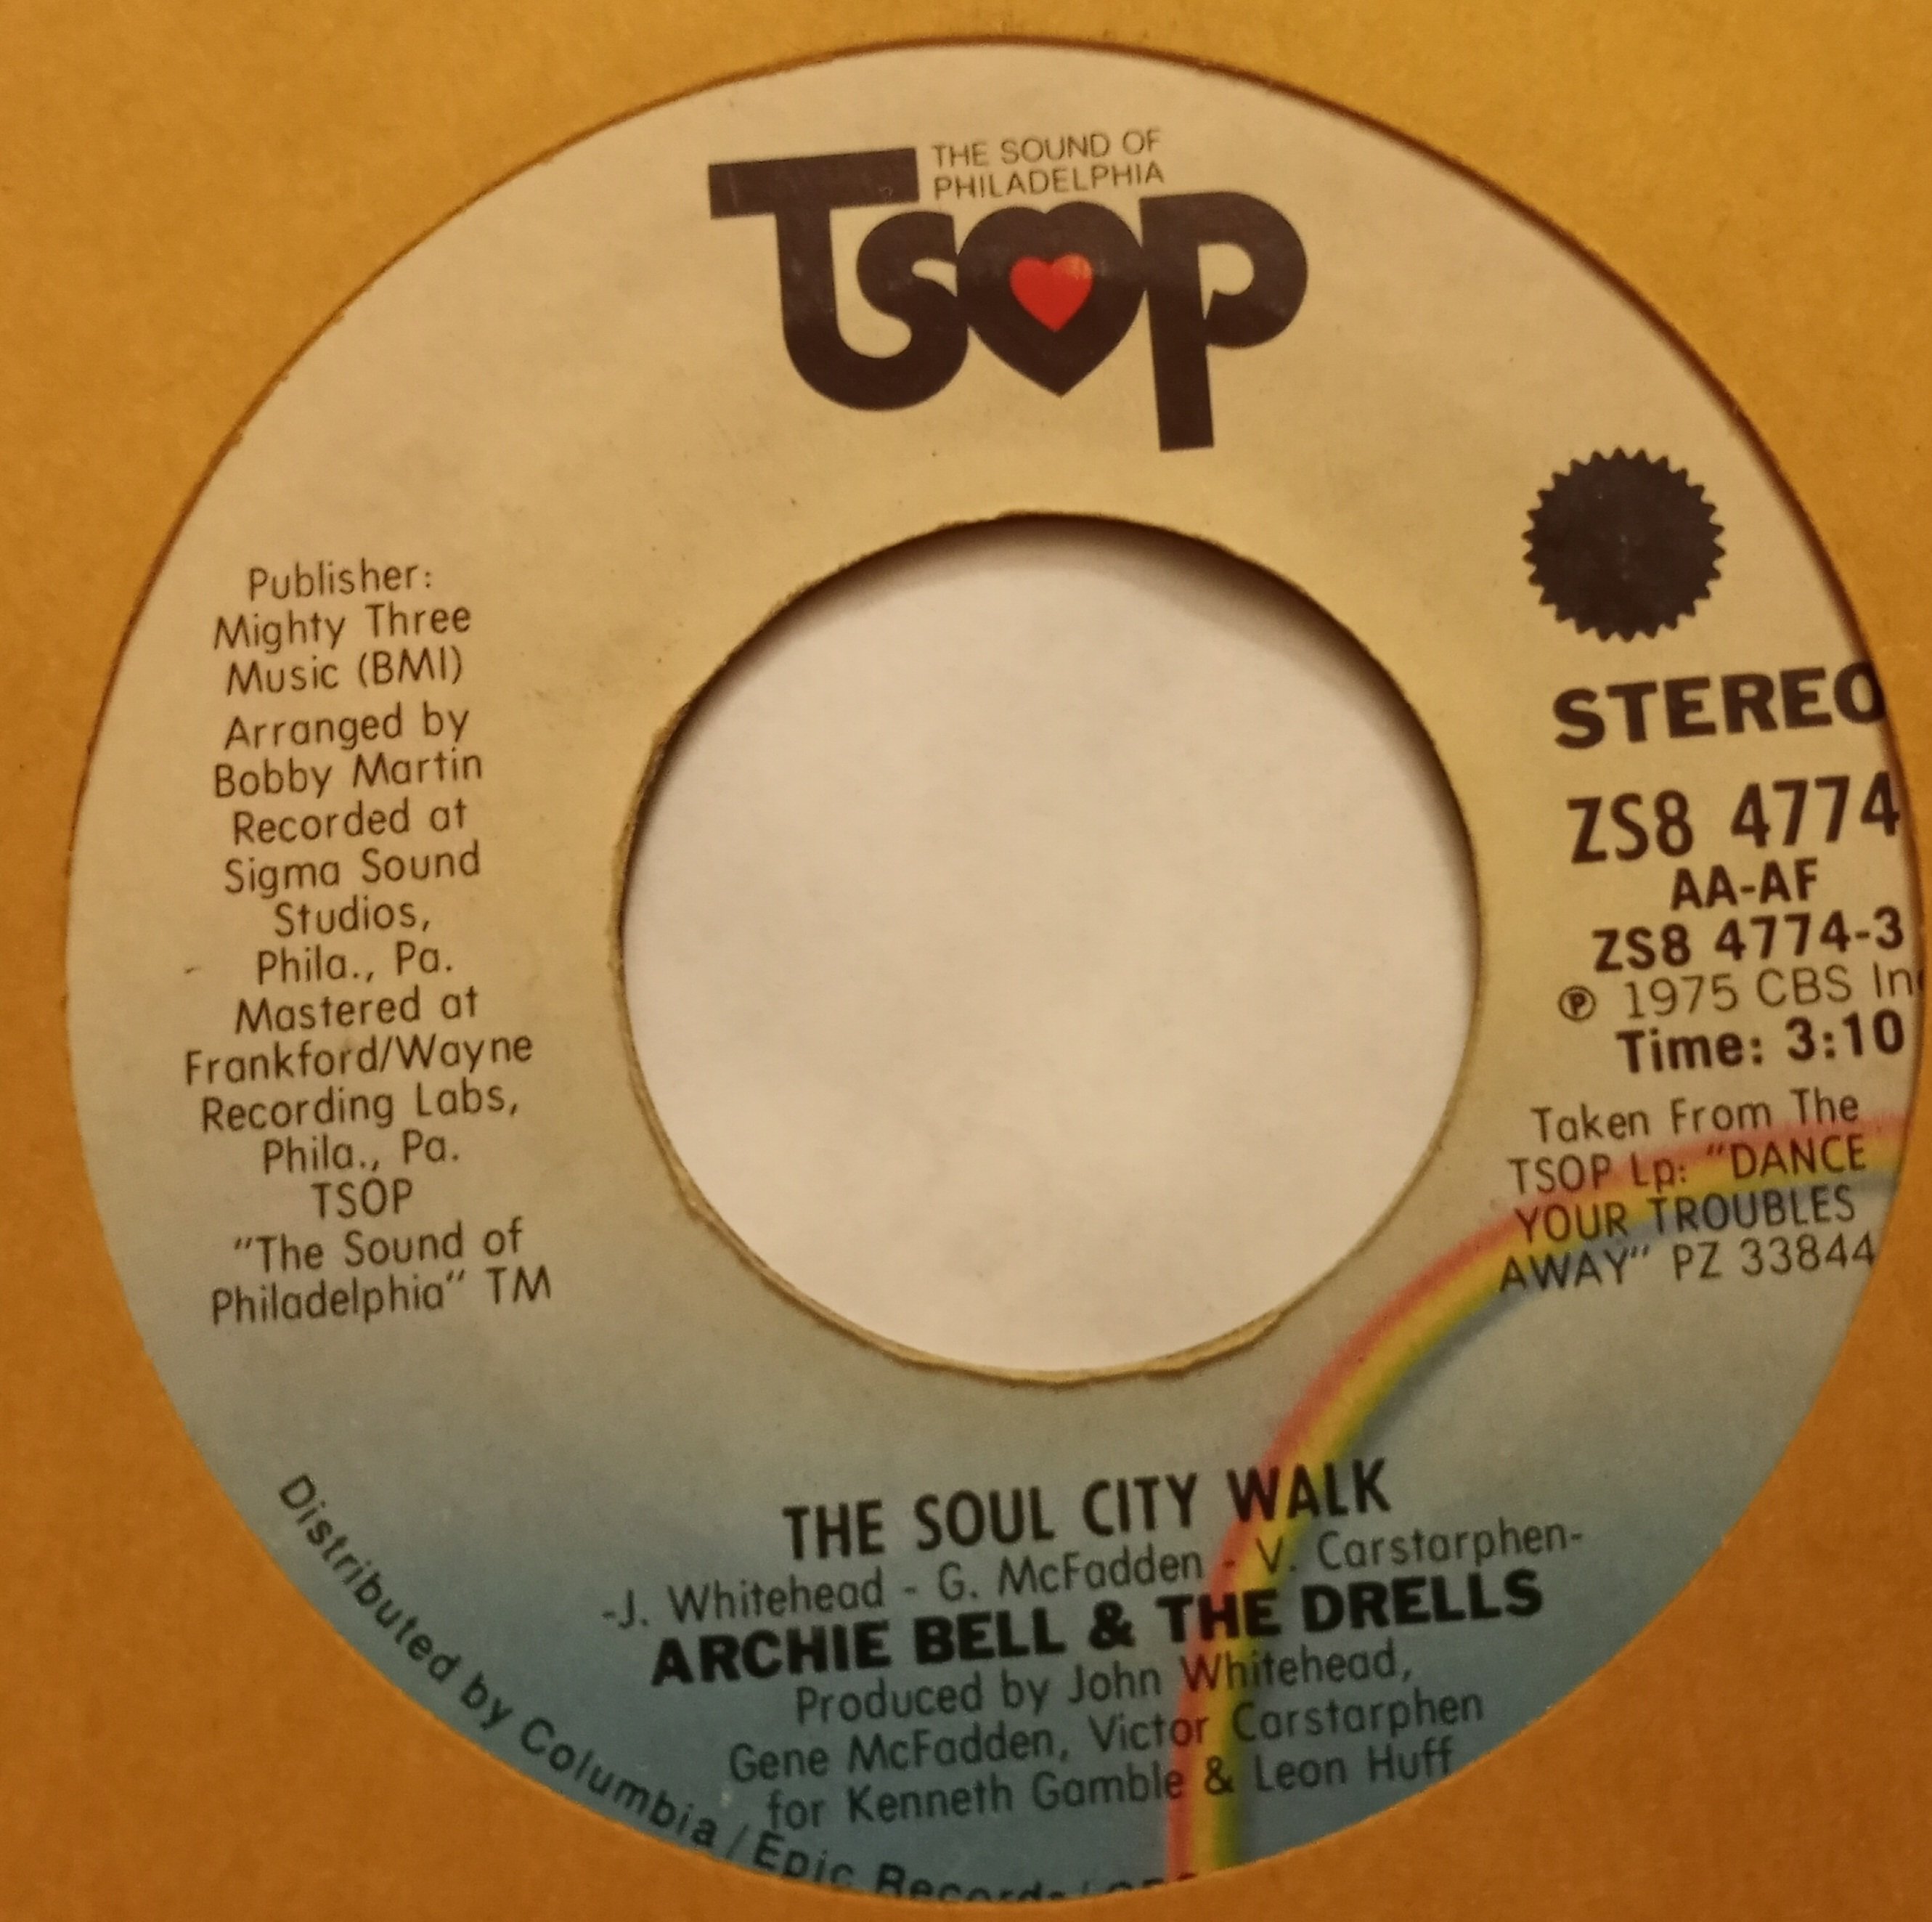 THE SOUND OF
PHILADELPHIA
TSOP
Publisher:
Mighty Three
Music (BMI)
Arranged by
Bobby Martin
Recorded at
Sigma Sound
Studios,
Phila., Pa.
Mastered at
Frankford/Wayne
Recording Labs,
Phila., Pa.
TSOP
"The Sound of
Philadelphia" TM
STEREO
ZS8 4774
AA-AF
ZS8 4774-3
Ⓟ 1975 CBS Inc
Time: 3:10
Taken From The
TSOP Lp: "DANCE
YOUR TROUBLES
AWAY" PZ 33844
THE SOUL CITY WALK
-J. Whitehead - G. McFadden - V. Carstarphen-
ARCHIE BELL & THE DRELLS
Produced by John Whitehead,
Gene McFadden, Victor Carstarphen
for Kenneth Gamble & Leon Huff
Distributed by Columbia/Epic Records/